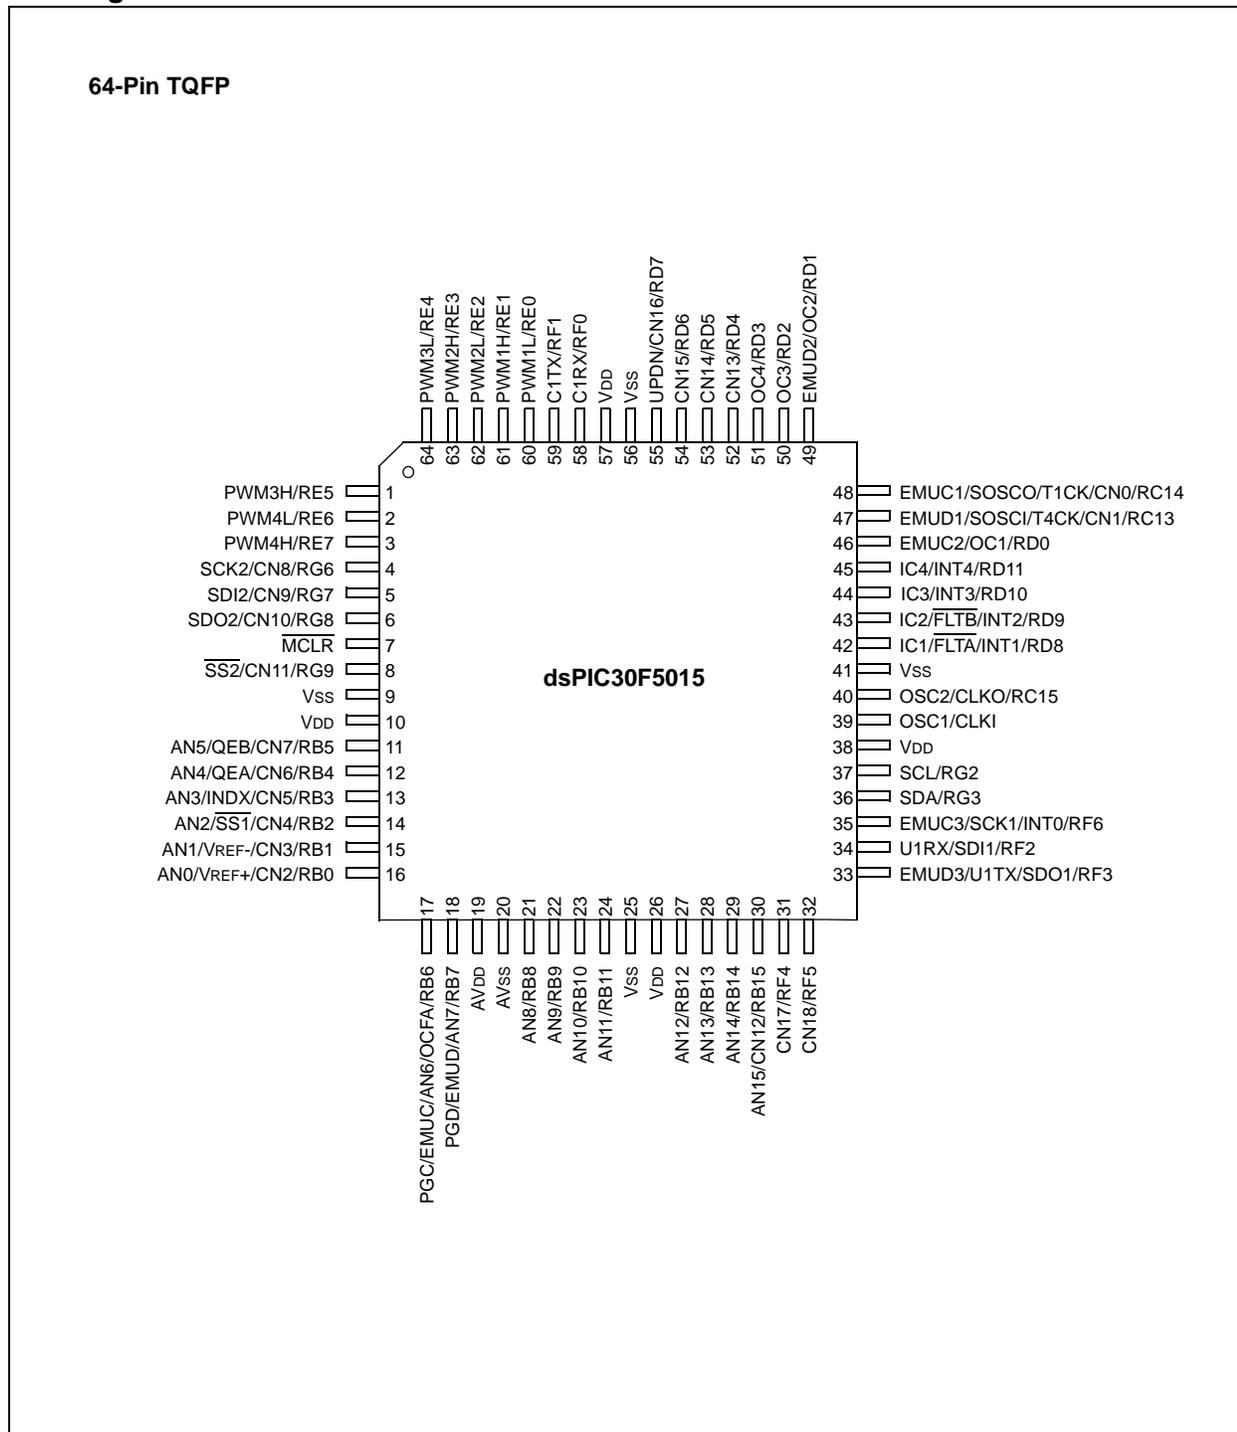 64-Pin TQFP
PWM3L/RE4
PWM2H/RE3
PWM2L/RE2
PWM1H/RE1
PWM1L/RE0
C1TX/RF1
C1RX/RF0
VDD
VSS
UPDN/CN16/RD7
CN15/RD6
CN14/RD5
CN13/RD4
OC4/RD3
OC3/RD2
EMUD2/OC2/RD1
64 63 62 61 60 59 58 57 56 55 54 53 52 51 50 49
PWM3H/RE5 1
PWM4L/RE6 2
PWM4H/RE7 3
SCK2/CN8/RG6 4
SDI2/CN9/RG7 5
SDO2/CN10/RG8 6
MCLR 7
SS2/CN11/RG9 8
VSS 9
VDD 10
AN5/QEB/CN7/RB5 11
AN4/QEA/CN6/RB4 12
AN3/INDX/CN5/RB3 13
AN2/SS1/CN4/RB2 14
AN1/VREF-/CN3/RB1 15
AN0/VREF+/CN2/RB0 16
dsPIC30F5015
48 EMUC1/SOSCO/T1CK/CN0/RC14
47 EMUD1/SOSCI/T4CK/CN1/RC13
46 EMUC2/OC1/RD0
45 IC4/INT4/RD11
44 IC3/INT3/RD10
43 IC2/FLTB/INT2/RD9
42 IC1/FLTA/INT1/RD8
41 VSS
40 OSC2/CLKO/RC15
39 OSC1/CLKI
38 VDD
37 SCL/RG2
36 SDA/RG3
35 EMUC3/SCK1/INT0/RF6
34 U1RX/SDI1/RF2
33 EMUD3/U1TX/SDO1/RF3
17 18 19 20 21 22 23 24 25 26 27 28 29 30 31 32
PGC/EMUC/AN6/OCFA/RB6
PGD/EMUD/AN7/RB7
AVDD
AVSS
AN8/RB8
AN9/RB9
AN10/RB10
AN11/RB11
VSS
VDD
AN12/RB12
AN13/RB13
AN14/RB14
AN15/CN12/RB15
CN17/RF4
CN18/RF5